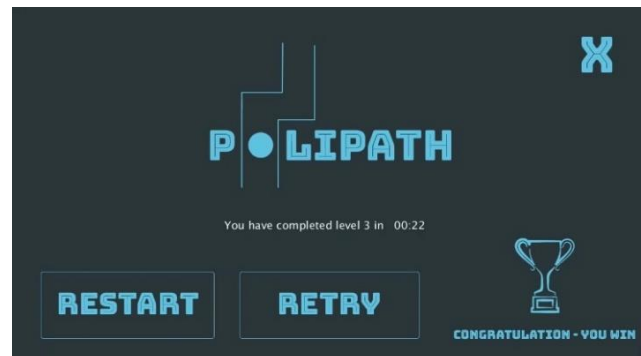 X
P●LIPATH
You have completed level 3 in 00:22
RESTART
RETRY
CONGRATULATION - YOU WIN